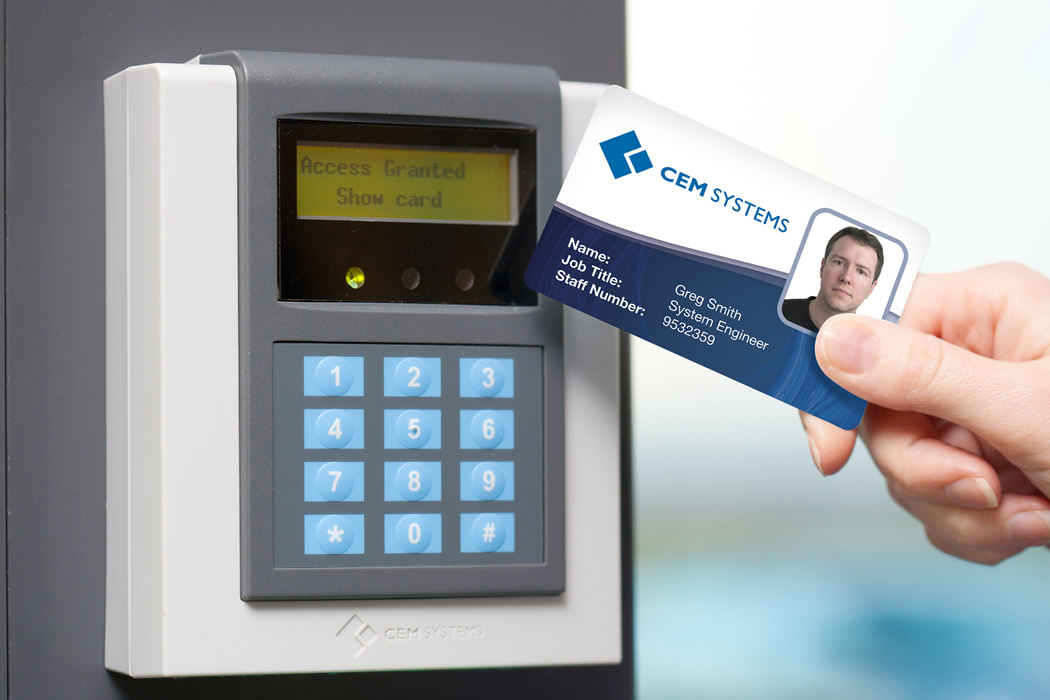 Access Granted
Show card
CEM SYSTEMS
Name: Greg Smith
Job Title: System Engineer
Staff Number: 9532359
1 2 3
4 5 6
7 8 9
* 0 #
CEM SYSTEMS